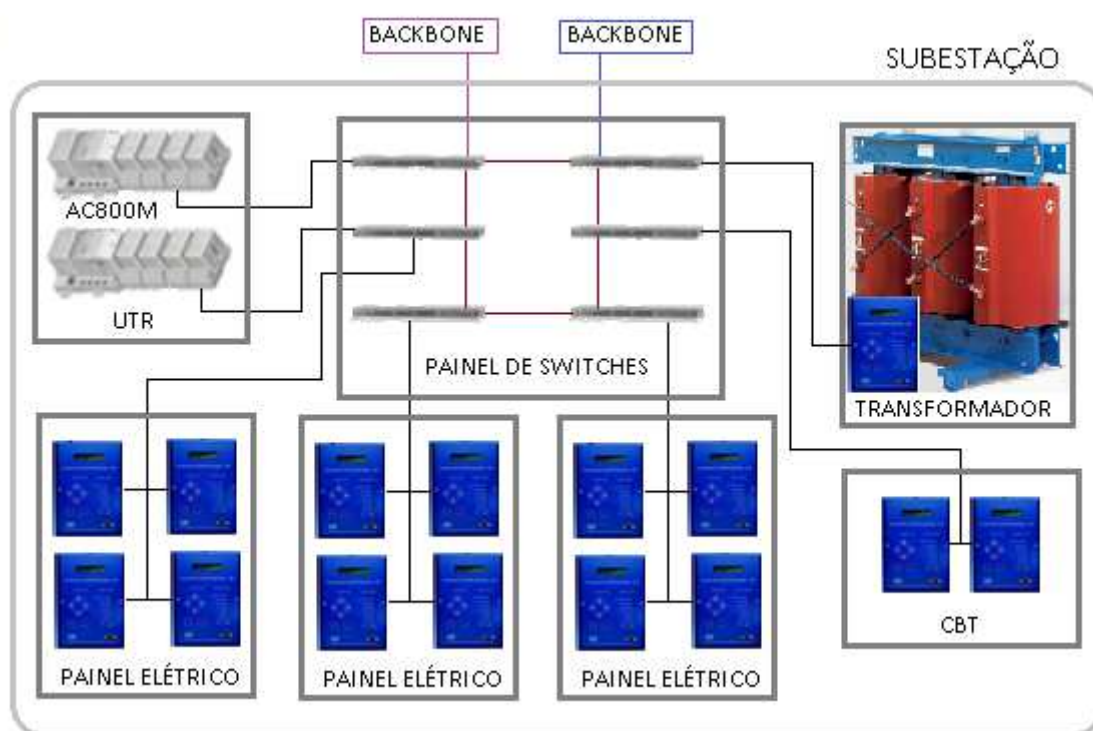 BACKBONE
BACKBONE
SUBESTAÇÃO
AC800M
UTR
PAINEL DE SWITCHES
TRANSFORMADOR
PAINEL ELÉTRICO
PAINEL ELÉTRICO
PAINEL ELÉTRICO
CBT